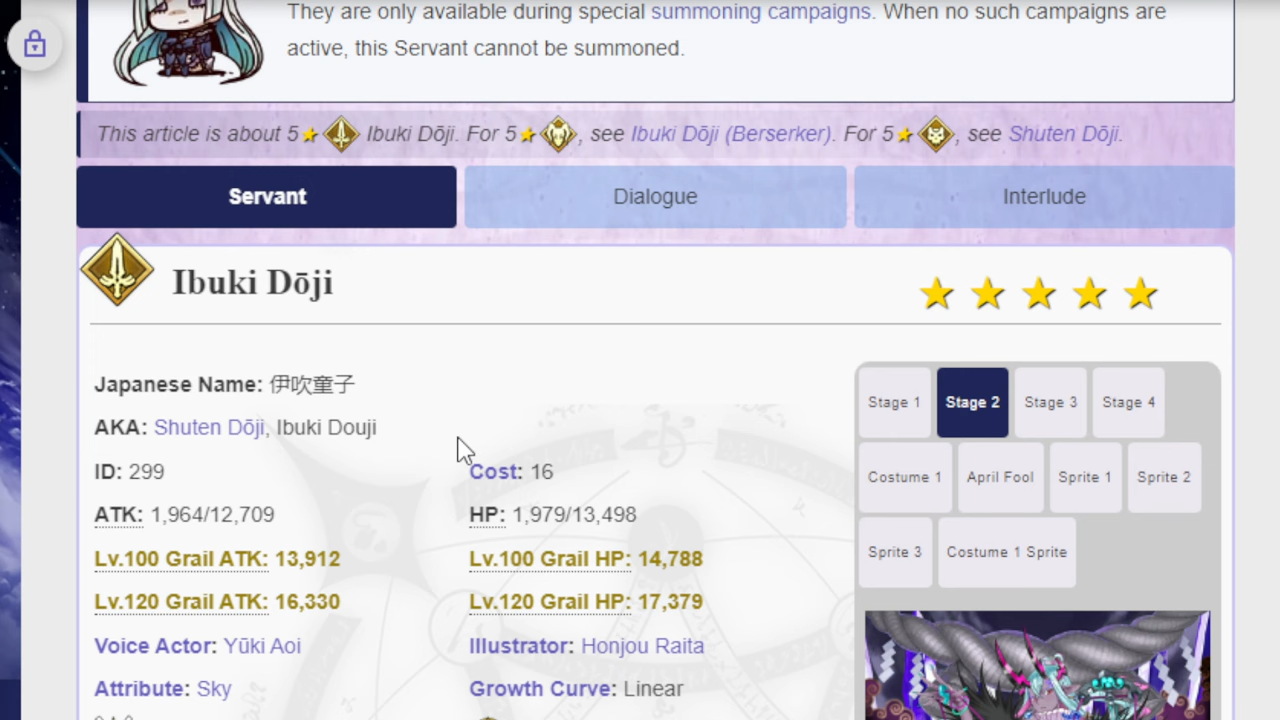 They are only available during special summoning campaigns. When no such campaigns are
active, this Servant cannot be summoned.
This article is about 5 Ibuki Dōji. For 5, see Ibuki Dōji (Berserker). For 5, see Shuten Dōji.
Servant
Dialogue
Interlude
Ibuki Dōji
Japanese Name: 伊吹童子
AKA: Shuten Dōji, Ibuki Douji
ID: 299
Cost: 16
ATK: 1,964/12,709
HP: 1,979/13,498
Lv.100 Grail ATK: 13,912
Lv.100 Grail HP: 14,788
Lv.120 Grail ATK: 16,330
Lv.120 Grail HP: 17,379
Voice Actor: Yūki Aoi
Illustrator: Honjou Raita
Attribute: Sky
Growth Curve: Linear
Stage 1
Stage 2
Stage 3
Stage 4
Costume 1
April Fool
Sprite 1
Sprite 2
Sprite 3
Costume 1 Sprite